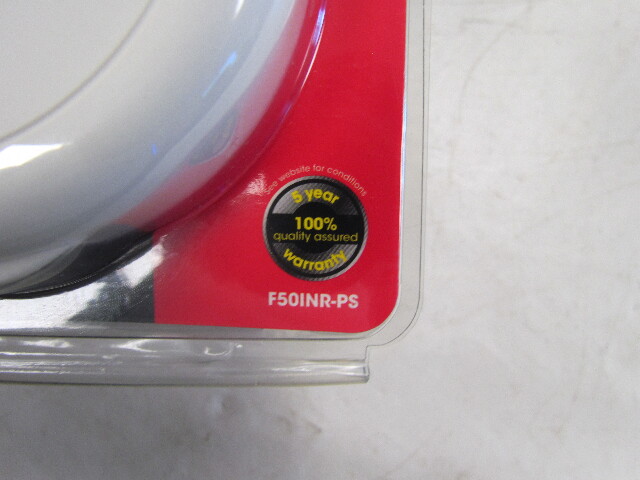 See website for conditions
5 year
100%
quality assured
warranty
F50INR-PS